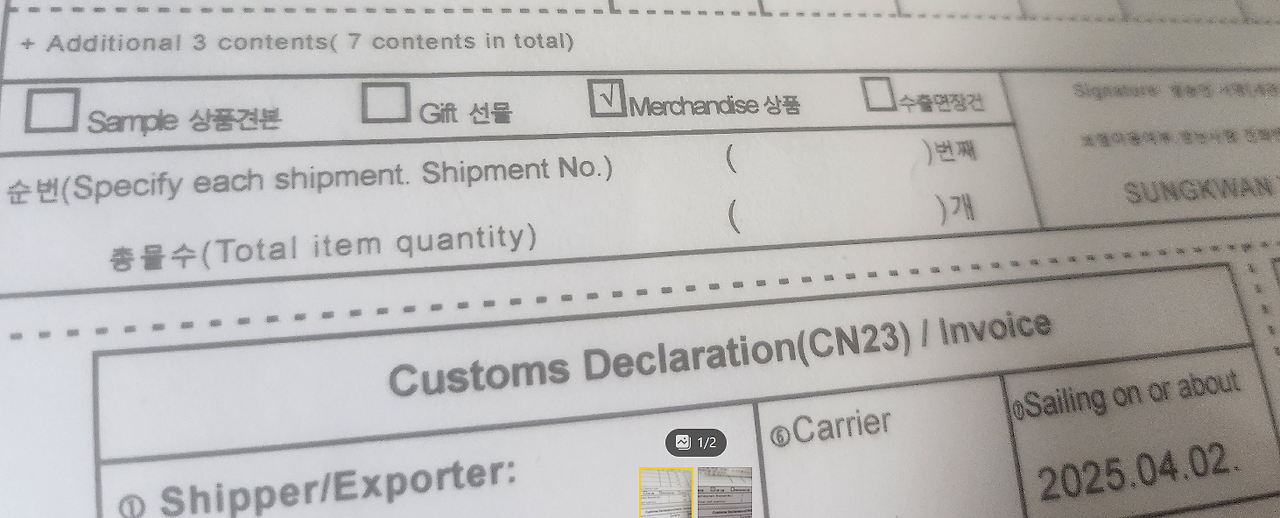 + Additional 3 contents( 7 contents in total)
Sample 상품견본
Gift 선물
√ Merchandise 상품
수출면장건
Signature
순번(Specify each shipment. Shipment No.) ( )번째
총물수(Total item quantity) ( )개
SUNGKWAN
Customs Declaration(CN23) / Invoice
① Shipper/Exporter:
⑥Carrier
Sailing on or about
2025.04.02.
1/2